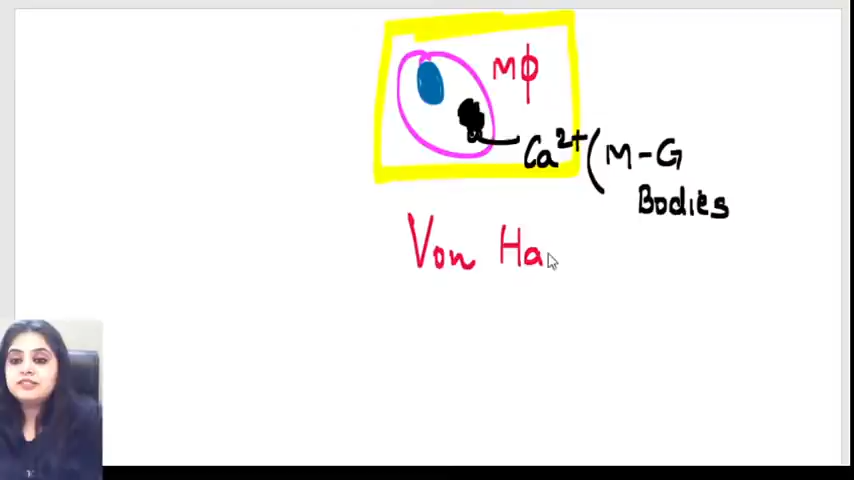 Mϕ
Ca²⁺ (M-G
Bodies
Von Ha